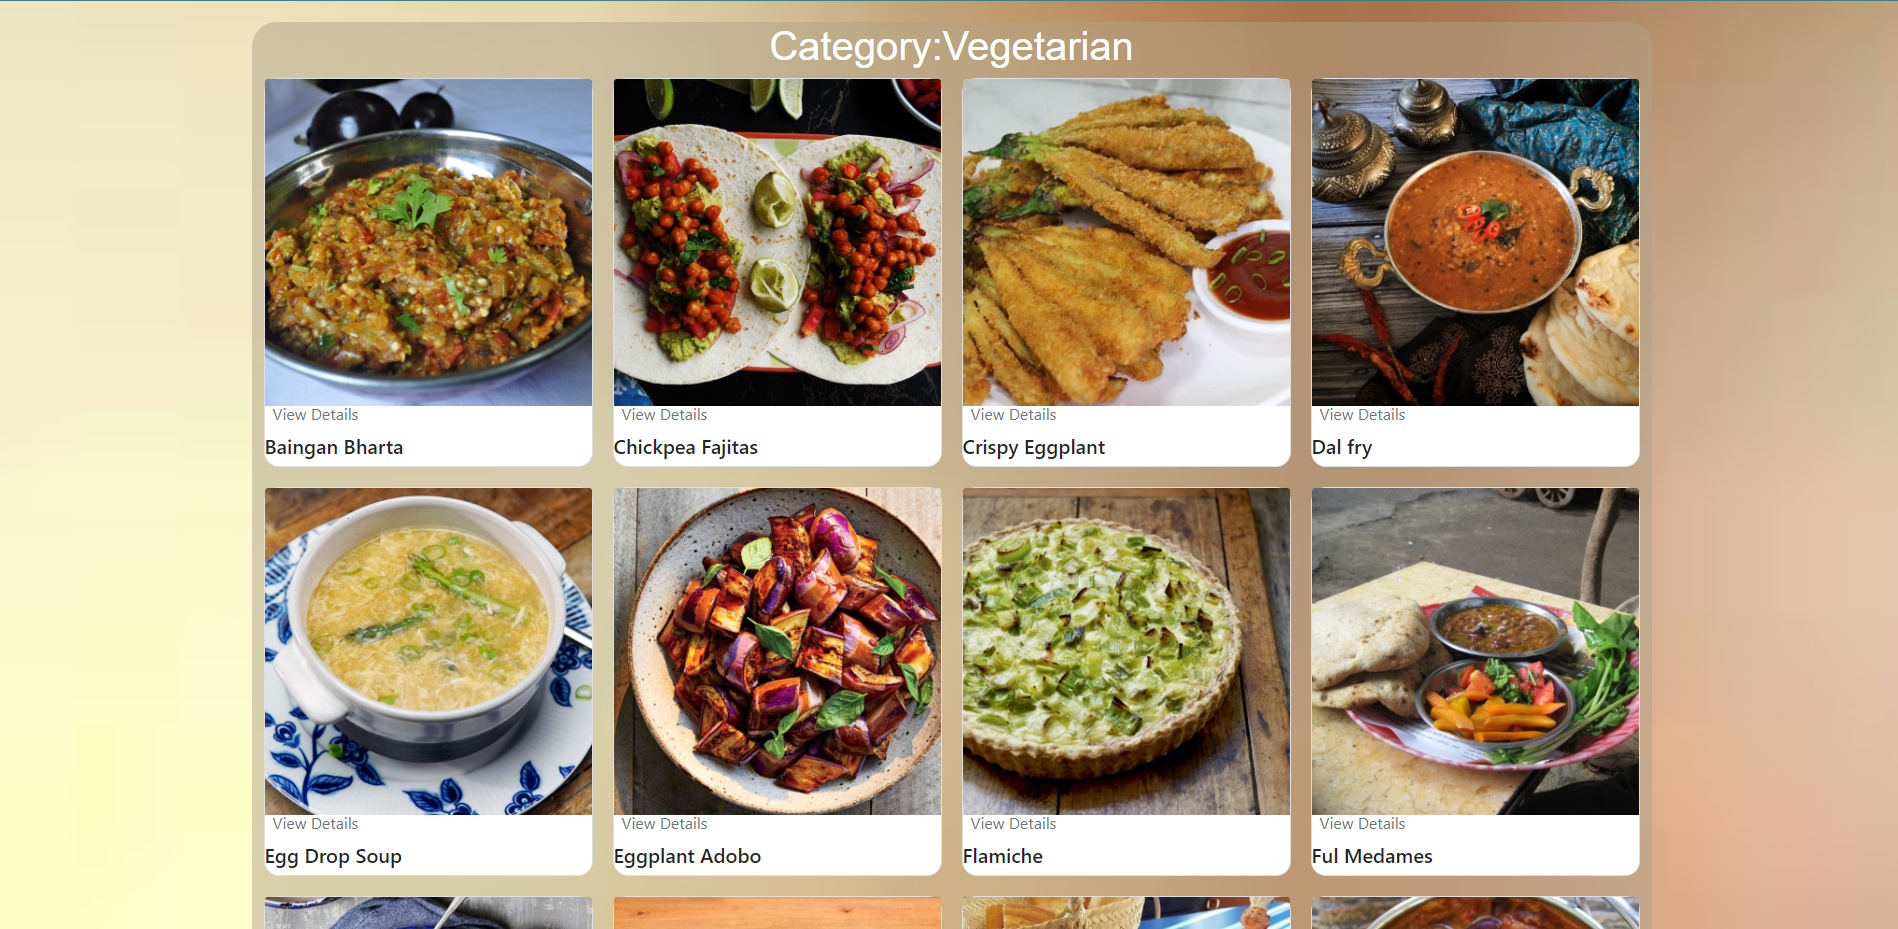 Category:Vegetarian
View Details
Baingan Bharta
View Details
Chickpea Fajitas
View Details
Crispy Eggplant
View Details
Dal fry
View Details
Egg Drop Soup
View Details
Eggplant Adobo
View Details
Flamiche
View Details
Ful Medames